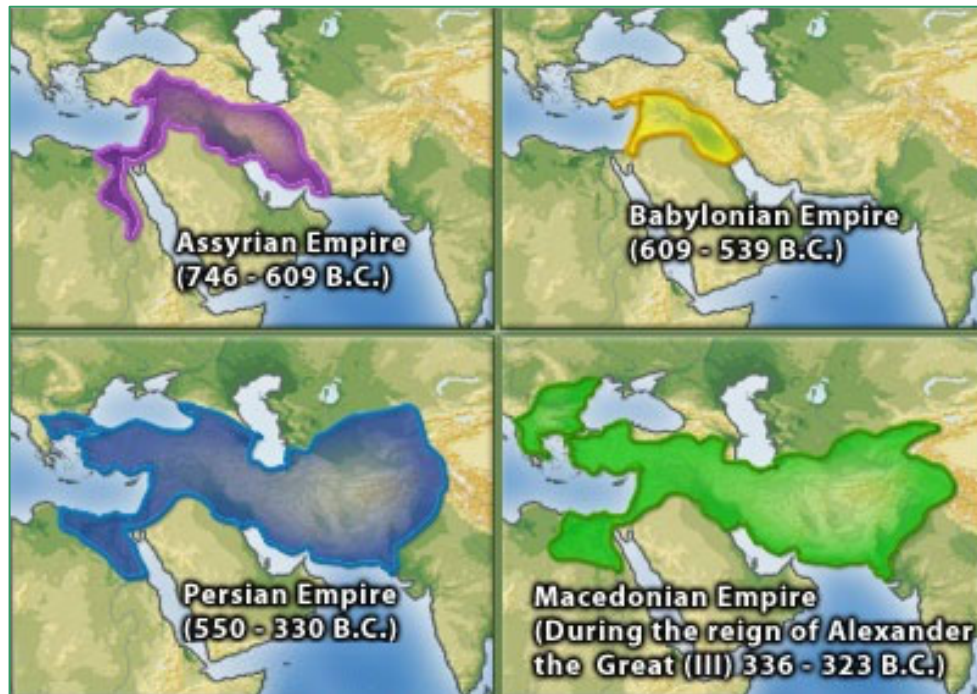 Assyrian Empire
(746 - 609 B.C.)
Babylonian Empire
(609 - 539 B.C.)
Persian Empire
(550 - 330 B.C.)
Macedonian Empire
(During the reign of Alexander
the Great (III) 336 - 323 B.C.)